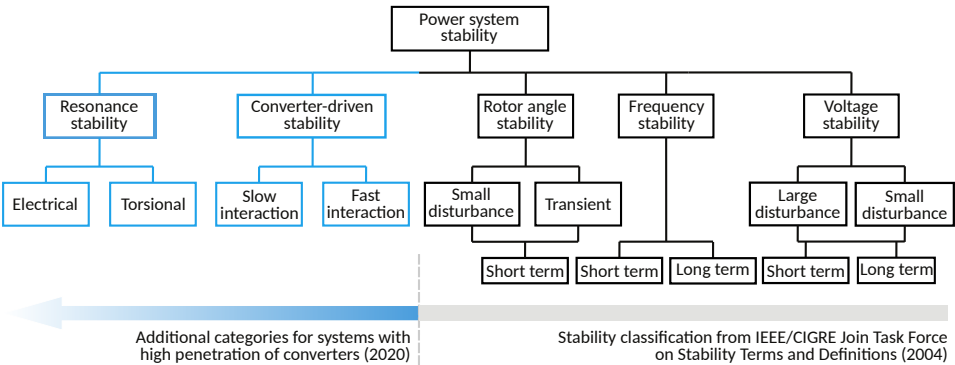 Power system
stability
Resonance
stability
Converter-driven
stability
Rotor angle
stability
Frequency
stability
Voltage
stability
Electrical
Torsional
Slow
interaction
Fast
interaction
Small
disturbance
Transient
Large
disturbance
Small
disturbance
Short term
Short term
Long term
Short term
Long term
Additional categories for systems with
high penetration of converters (2020)
Stability classification from IEEE/CIGRE Join Task Force
on Stability Terms and Definitions (2004)